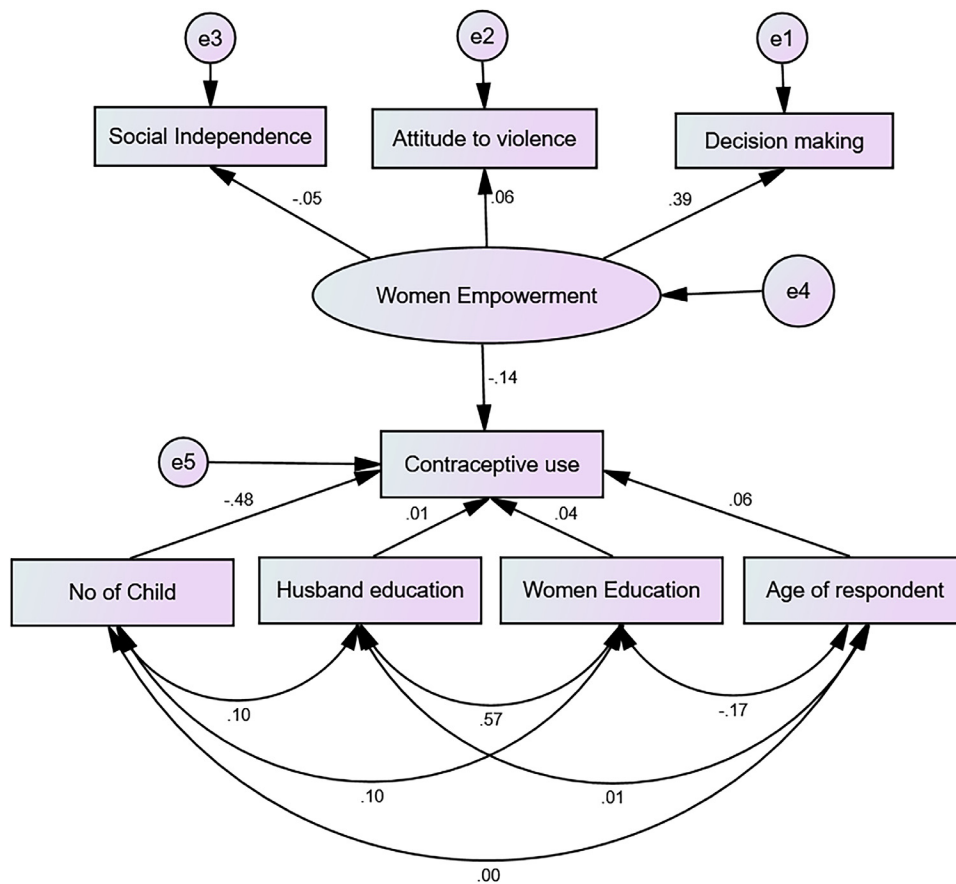 e3
e2
e1
Social Independence
Attitude to violence
Decision making
-.05
.06
.39
Women Empowerment
e4
-.14
e5
Contraceptive use
-.48
.01
.04
.06
No of Child
Husband education
Women Education
Age of respondent
.10
.57
-.17
.10
.01
.00